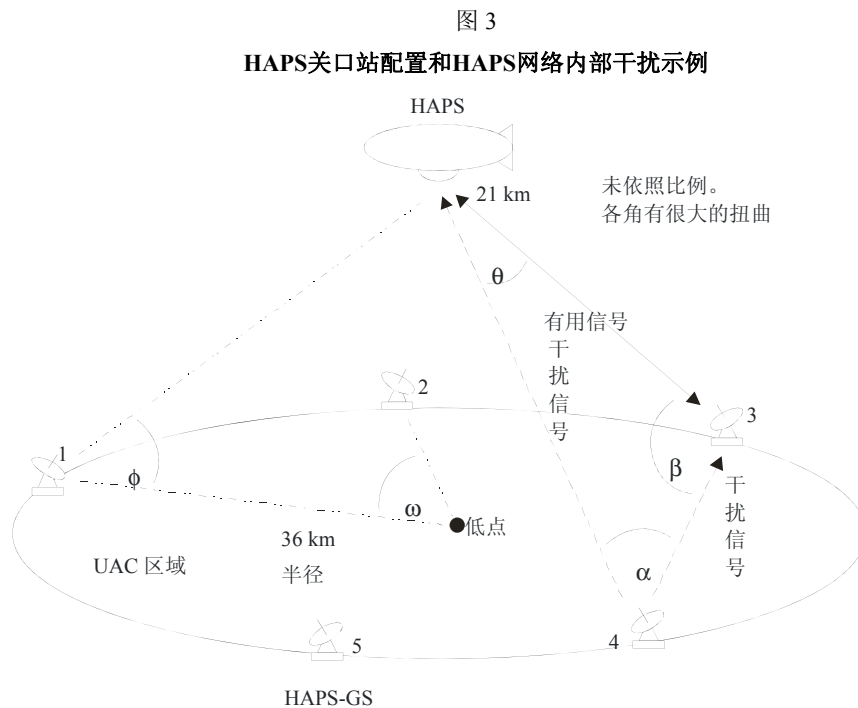 图 3
HAPS关口站配置和HAPS网络内部干扰示例
HAPS
21 km
未依照比例。
各角有很大的扭曲
θ
有用信号
干扰信号
2
3
1
ϕ
β
ω
低点
干扰信号
36 km
半径
UAC 区域
α
5
4
HAPS-GS